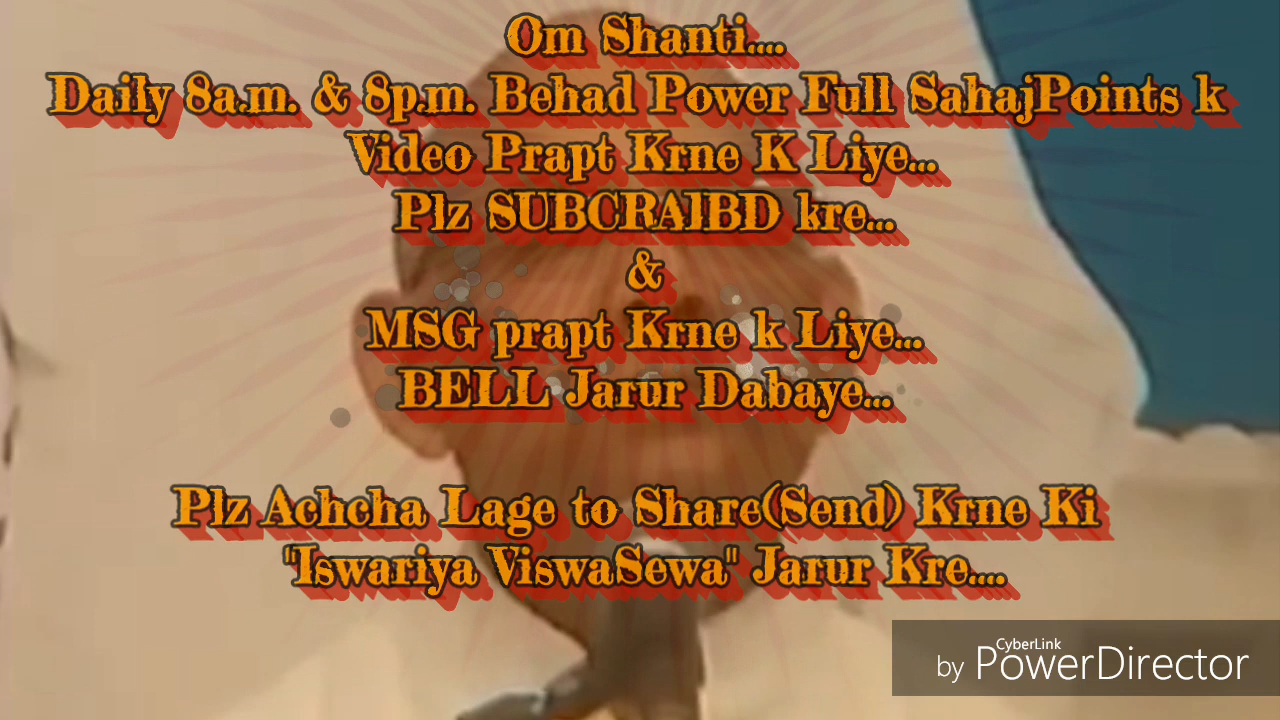 Om Shanti....
Daily 8a.m. & 8p.m. Behad Power Full SahajPoints k
Video Prapt Krne K Liye...
Plz SUBCRAIBD kre...
&
MSG prapt Krne k Liye...
BELL Jarur Dabaye...
Plz Achcha Lage to Share(Send) Krne Ki
"Iswariya ViswaSewa" Jarur Kre....
CyberLink
by PowerDirector